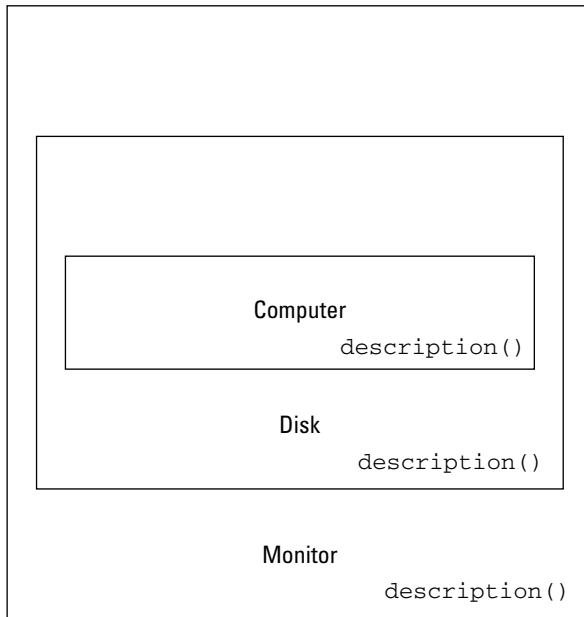 Computer
description()
Disk
description()
Monitor
description()